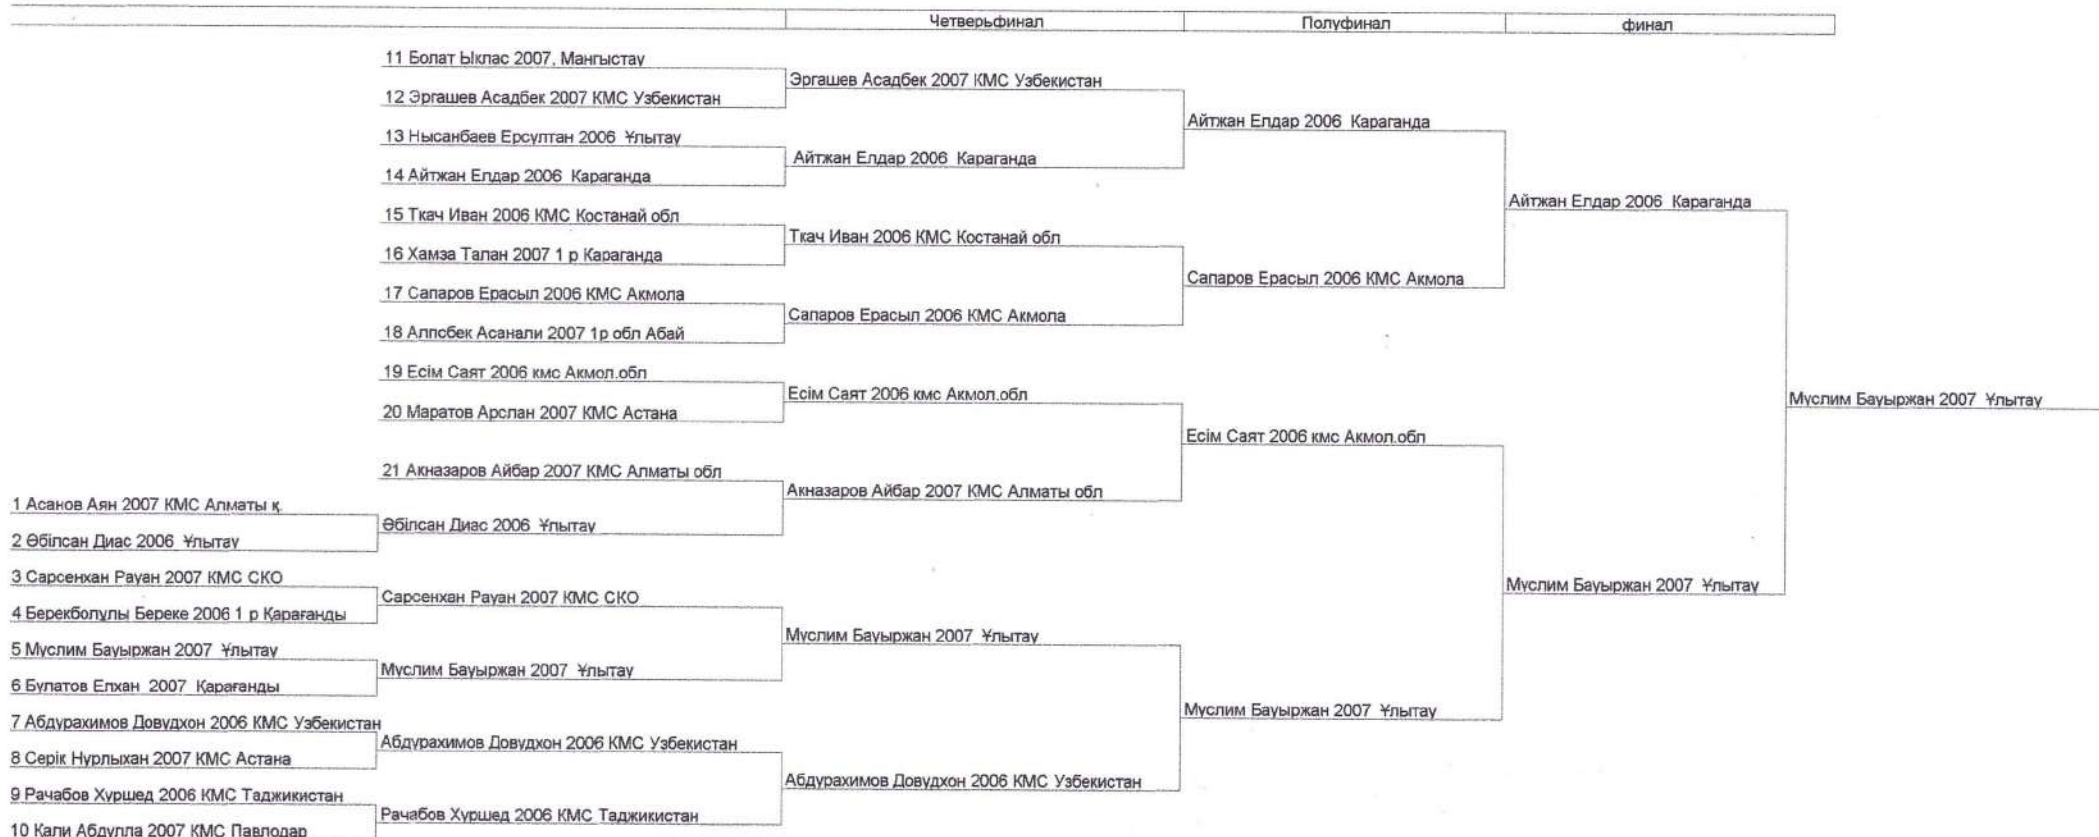 Четверьфинал
Полуфинал
финал
11 Болат Ықлас 2007, Мангыстау
12 Эргашев Асадбек 2007 КМС Узбекистан
13 Нысанбаев Ерсултан 2006 Ұлытау
14 Айтжан Елдар 2006 Караганда
15 Ткач Иван 2006 КМС Костанай обл
16 Хамза Талан 2007 1 р Караганда
17 Сапаров Ерасыл 2006 КМС Акмола
18 Алпсбек Асанали 2007 1р обл Абай
19 Есім Саят 2006 кмс Акмол.обл
20 Маратов Арслан 2007 КМС Астана
21 Акназаров Айбар 2007 КМС Алматы обл
1 Асанов Аян 2007 КМС Алматы қ.
2 Әбілсан Диас 2006 Ұлытау
3 Сарсенхан Рауан 2007 КМС СКО
4 Берекболұлы Береке 2006 1 р Қарағанды
5 Муслим Бауыржан 2007 Ұлытау
6 Булатов Елхан 2007 Қарағанды
7 Абдурахимов Довудхон 2006 КМС Узбекистан
8 Серік Нурлыхан 2007 КМС Астана
9 Рачабов Хуршед 2006 КМС Таджикистан
10 Кали Абдулла 2007 КМС Павлодар
Әбілсан Диас 2006 Ұлытау
Сарсенхан Рауан 2007 КМС СКО
Муслим Бауыржан 2007 Ұлытау
Абдурахимов Довудхон 2006 КМС Узбекистан
Рачабов Хуршед 2006 КМС Таджикистан
Эргашев Асадбек 2007 КМС Узбекистан
Айтжан Елдар 2006 Караганда
Ткач Иван 2006 КМС Костанай обл
Сапаров Ерасыл 2006 КМС Акмола
Есім Саят 2006 кмс Акмол.обл
Акназаров Айбар 2007 КМС Алматы обл
Муслим Бауыржан 2007 Ұлытау
Абдурахимов Довудхон 2006 КМС Узбекистан
Айтжан Елдар 2006 Караганда
Сапаров Ерасыл 2006 КМС Акмола
Есім Саят 2006 кмс Акмол.обл
Муслим Бауыржан 2007 Ұлытау
Айтжан Елдар 2006 Караганда
Муслим Бауыржан 2007 Ұлытау
Муслим Бауыржан 2007 Ұлытау